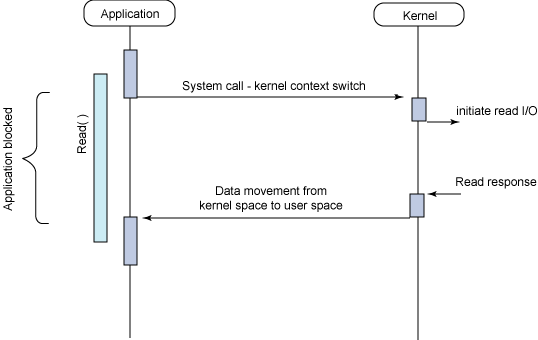 Application
Kernel
System call - kernel context switch
initiate read I/O
Read( )
Application blocked
Read response
Data movement from
kernel space to user space